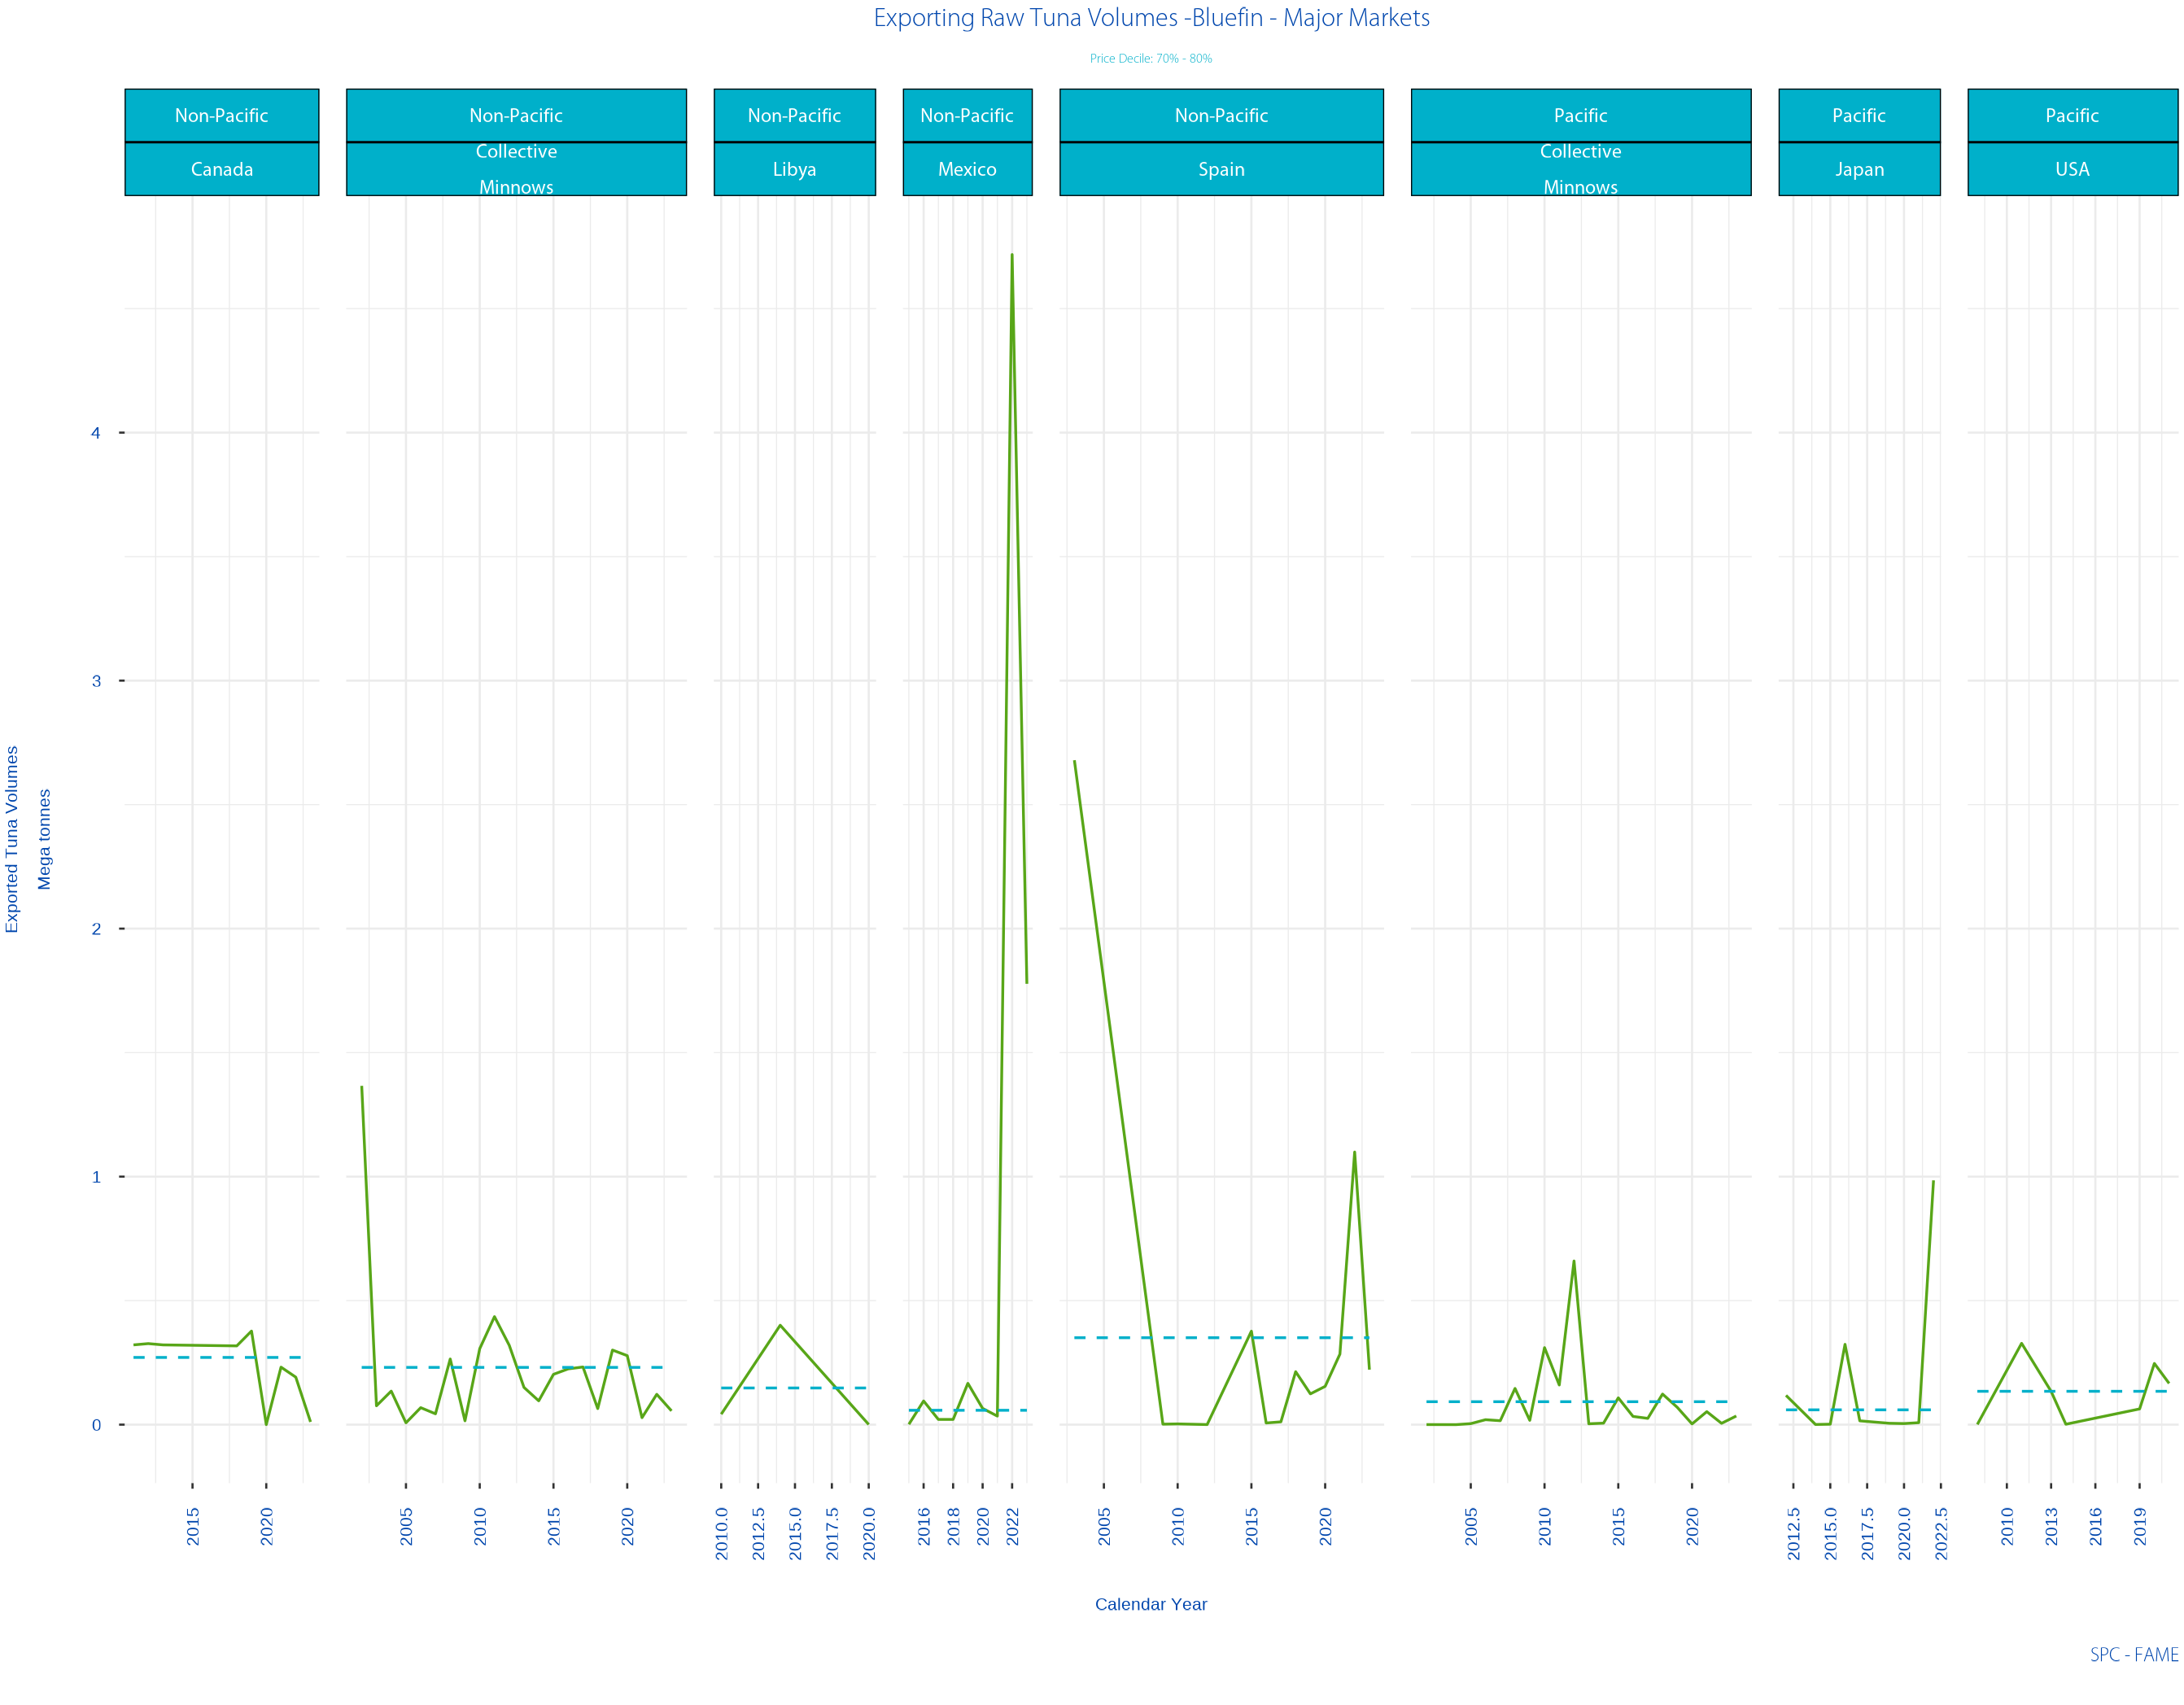 Exporting Raw Tuna Volumes -Bluefin - Major Markets
Price Decile: 70% - 80%
Non-Pacific
Non-Pacific
Non-Pacific
Non-Pacific
Non-Pacific
Pacific
Pacific
Pacific
Canada
Collective
Minnows
Libya
Mexico
Spain
Collective
Minnows
Japan
USA
Exported Tuna Volumes
Mega tonnes
4
3
2
1
0
2015
2020
2005
2010
2015
2020
2010.0
2012.5
2015.0
2017.5
2020.0
2016
2018
2020
2022
2005
2010
2015
2020
2005
2010
2015
2020
2012.5
2015.0
2017.5
2020.0
2022.5
2010
2013
2016
2019
Calendar Year
SPC - FAME